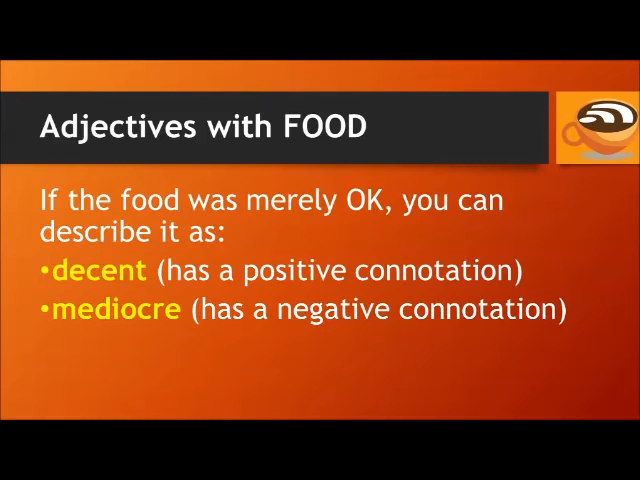 Adjectives with FOOD
If the food was merely OK, you can
describe it as:
•decent (has a positive connotation)
•mediocre (has a negative connotation)